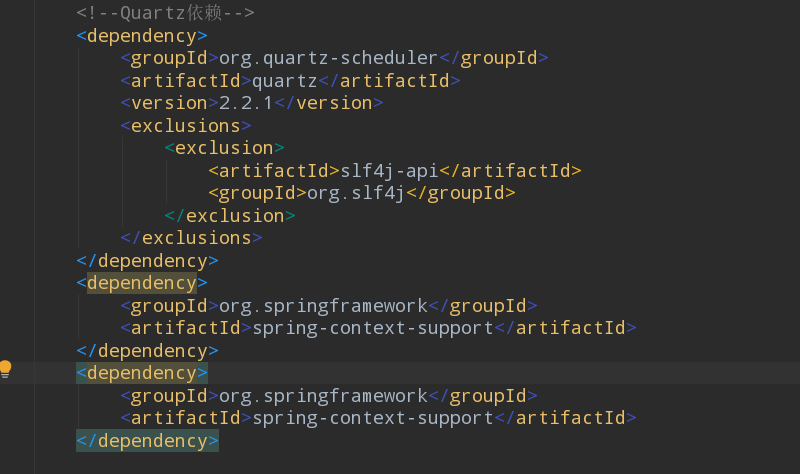 <!--Quartz依赖-->
<dependency>
<groupId>org.quartz-scheduler</groupId>
<artifactId>quartz</artifactId>
<version>2.2.1</version>
<exclusions>
<exclusion>
<artifactId>slf4j-api</artifactId>
<groupId>org.slf4j</groupId>
</exclusion>
</exclusions>
</dependency>
<dependency>
<groupId>org.springframework</groupId>
<artifactId>spring-context-support</artifactId>
</dependency>
<dependency>
<groupId>org.springframework</groupId>
<artifactId>spring-context-support</artifactId>
</dependency>